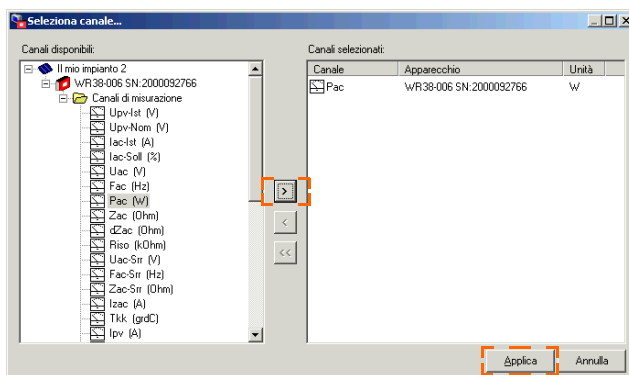 Seleziona canale...
Canali disponibili:
Canali selezionati:
Il mio impianto 2
WR38-006 SN:2000092766
Canali di misurazione
Upv-Ist (V)
Upv-Nom (V)
Iac-Ist (A)
Iac-Soll (%)
Uac (V)
Fac (Hz)
Pac (W)
Zac (Ohm)
dZac (Ohm)
Riso (kOhm)
Uac-Srr (V)
Fac-Srr (Hz)
Zac-Srr (Ohm)
Izac (A)
Tkk (grdC)
Ipv (A)
>
<
<<
Canale Apparecchio Unità
Pac WR38-006 SN:2000092766 W
Applica Annulla